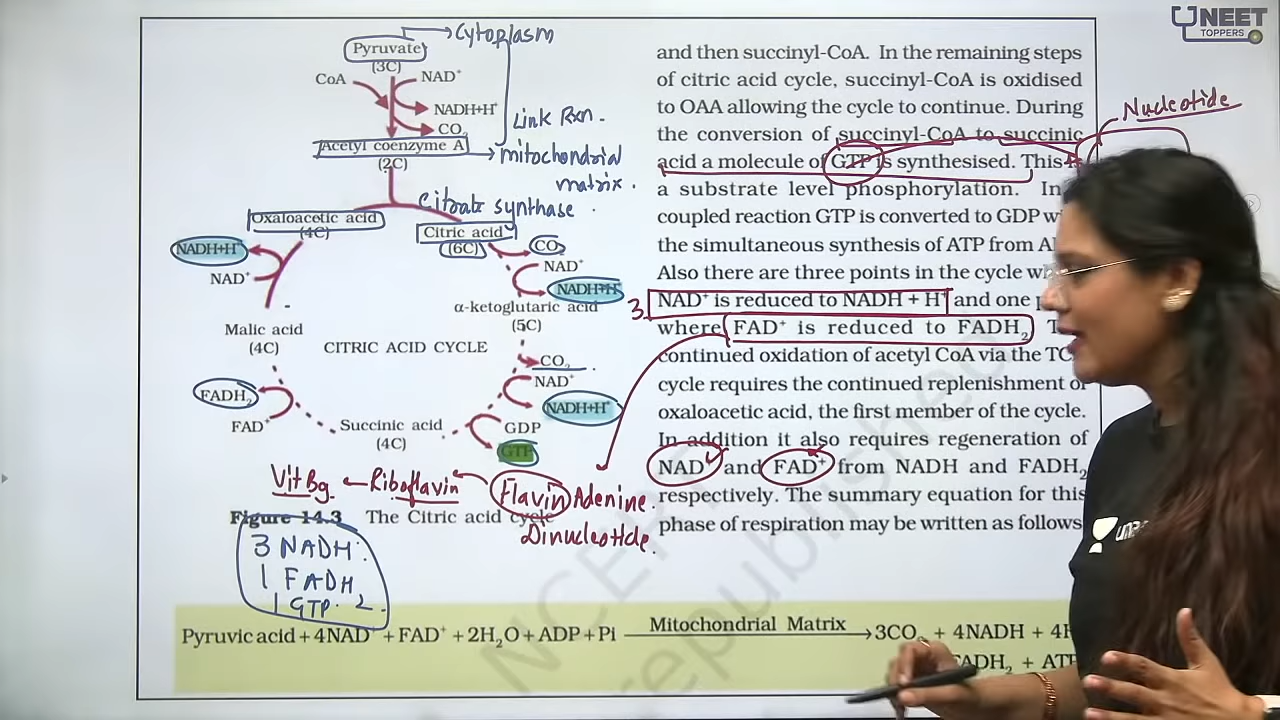 UNEET
TOPPERS
Pyruvate
Cytoplasm
(3C)
CoA
NAD⁺
NADH+H⁺
CO₂
Link Rxn.
Acetyl coenzyme A
mitochondrial
matrix.
(2C)
Citrate synthase
Oxaloacetic acid
(4C)
Citric acid
(6C)
CO₂
NADH+H⁺
NAD⁺
NAD⁺
NADH+H⁺
α-ketoglutaric acid
(5C)
Malic acid
(4C)
CITRIC ACID CYCLE
CO₂
NAD⁺
NADH+H⁺
FADH₂
FAD⁺
Succinic acid
(4C)
GDP
GTP
Vit B
Riboflavin
Flavin Adenine
Dinucleotide.
Figure 14.3 The Citric acid cycle
3 NADH
1 FADH₂
1 GTP
and then succinyl-CoA. In the remaining steps
of citric acid cycle, succinyl-CoA is oxidised
to OAA allowing the cycle to continue. During
the conversion of succinyl-CoA to succinic
acid a molecule of GTP is synthesised. This
a substrate level phosphorylation. In
coupled reaction GTP is converted to GDP
the simultaneous synthesis of ATP from
Also there are three points in the cycle
NAD⁺ is reduced to NADH + H⁺ and one
where FAD⁺ is reduced to FADH₂
continued oxidation of acetyl CoA via the
cycle requires the continued replenishment of
oxaloacetic acid, the first member of the cycle.
In addition it also requires regeneration of
NAD⁺ and FAD⁺ from NADH and FADH₂
respectively. The summary equation for this
phase of respiration may be written as follows
Nucleotide
3.
Pyruvic acid + 4NAD⁺ + FAD⁺ + 2H₂O + ADP + Pi Mitochondrial Matrix 3CO₂ + 4NADH + 4H
FADH₂ + ATP